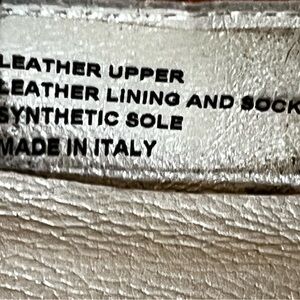 LEATHER UPPER
LEATHER LINING AND SOCK
SYNTHETIC SOLE
MADE IN ITALY